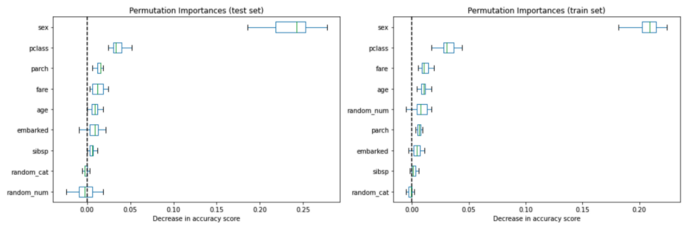 Permutation Importances (test set)
sex
pclass
parch
fare
age
embarked
sibsp
random_cat
random_num
0.00 0.05 0.10 0.15 0.20 0.25
Decrease in accuracy score
Permutation Importances (train set)
sex
pclass
fare
age
random_num
parch
embarked
sibsp
random_cat
0.00 0.05 0.10 0.15 0.20
Decrease in accuracy score